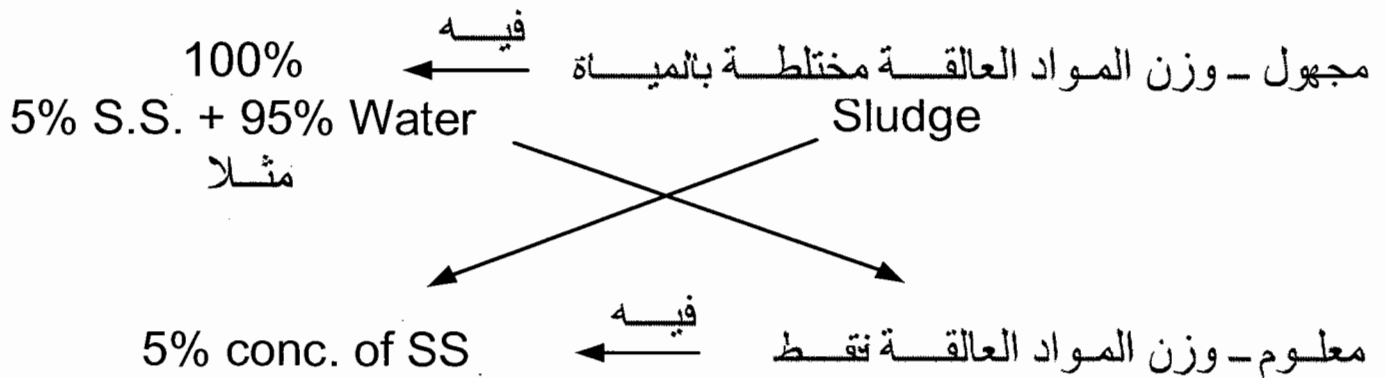 مجهول – وزن المواد العالقة مختلطة بالمياة
فيه
100%
Sludge
5% S.S. + 95% Water
مثلا
معلوم – وزن المواد العالقة فقط
فيه
5% conc. of SS